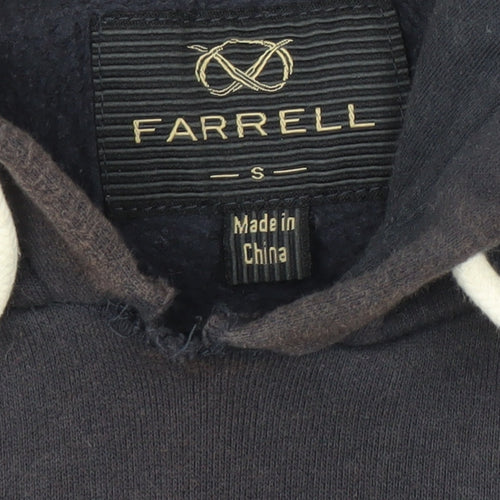 FARRELL
— S —
Made in
China